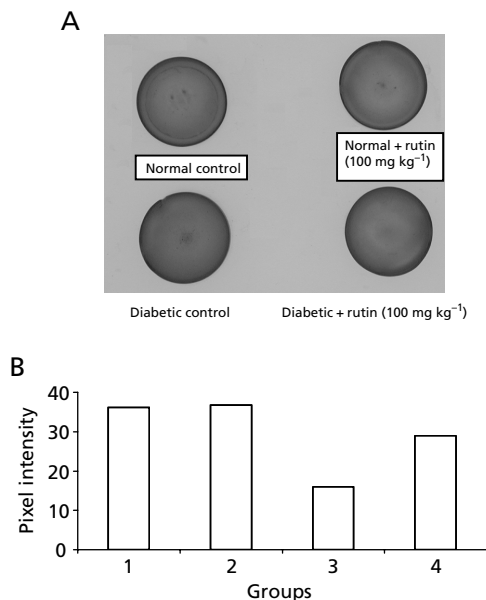 A
Normal control
Normal + rutin
(100 mg kg⁻¹)
Diabetic control
Diabetic + rutin (100 mg kg⁻¹)
B
Pixel intensity
40
30
20
10
0
1 2 3 4
Groups